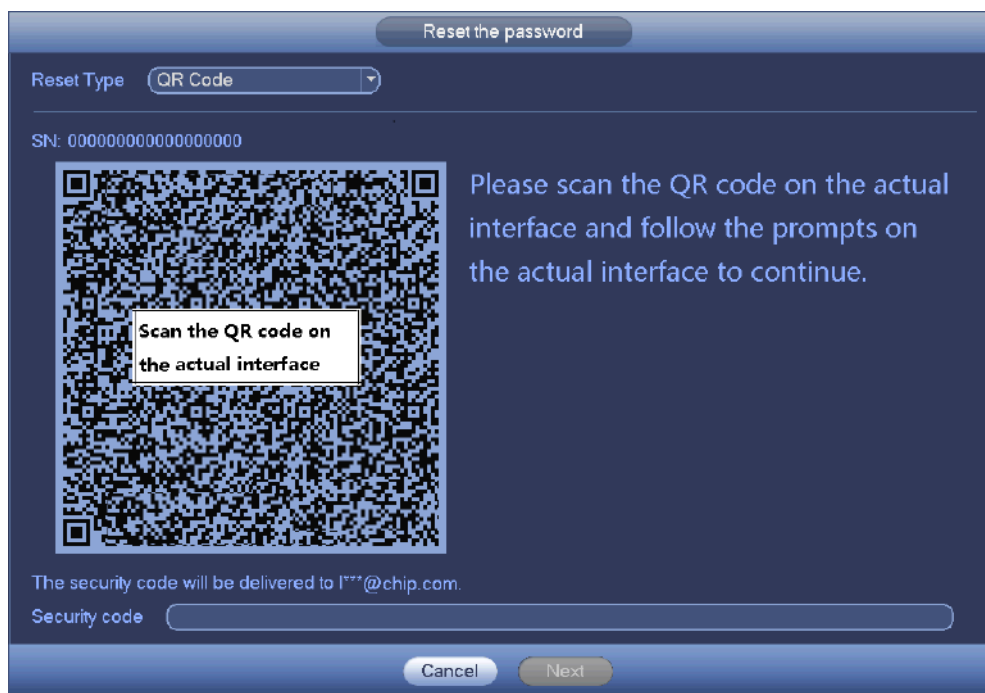 Reset the password
Reset Type QR Code
SN: 000000000000000000
Please scan the QR code on the actual
interface and follow the prompts on
the actual interface to continue.
Scan the QR code on
the actual interface
The security code will be delivered to l***@chip.com.
Security code
Cancel Next